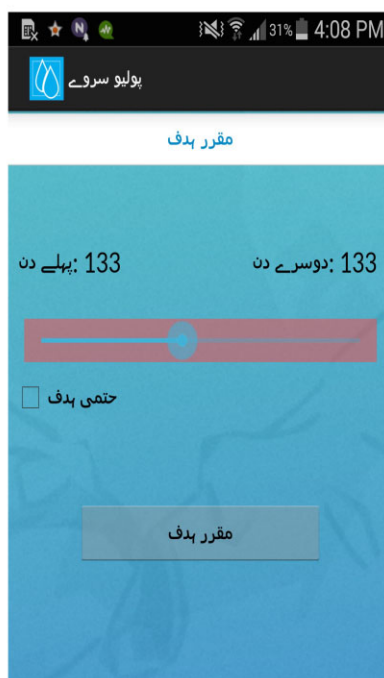 31% 4:08 PM
پولیو سروے
مقرر ہدف
پہلے دن: 133
دوسرے دن: 133
حتمی ہدف
مقرر ہدف